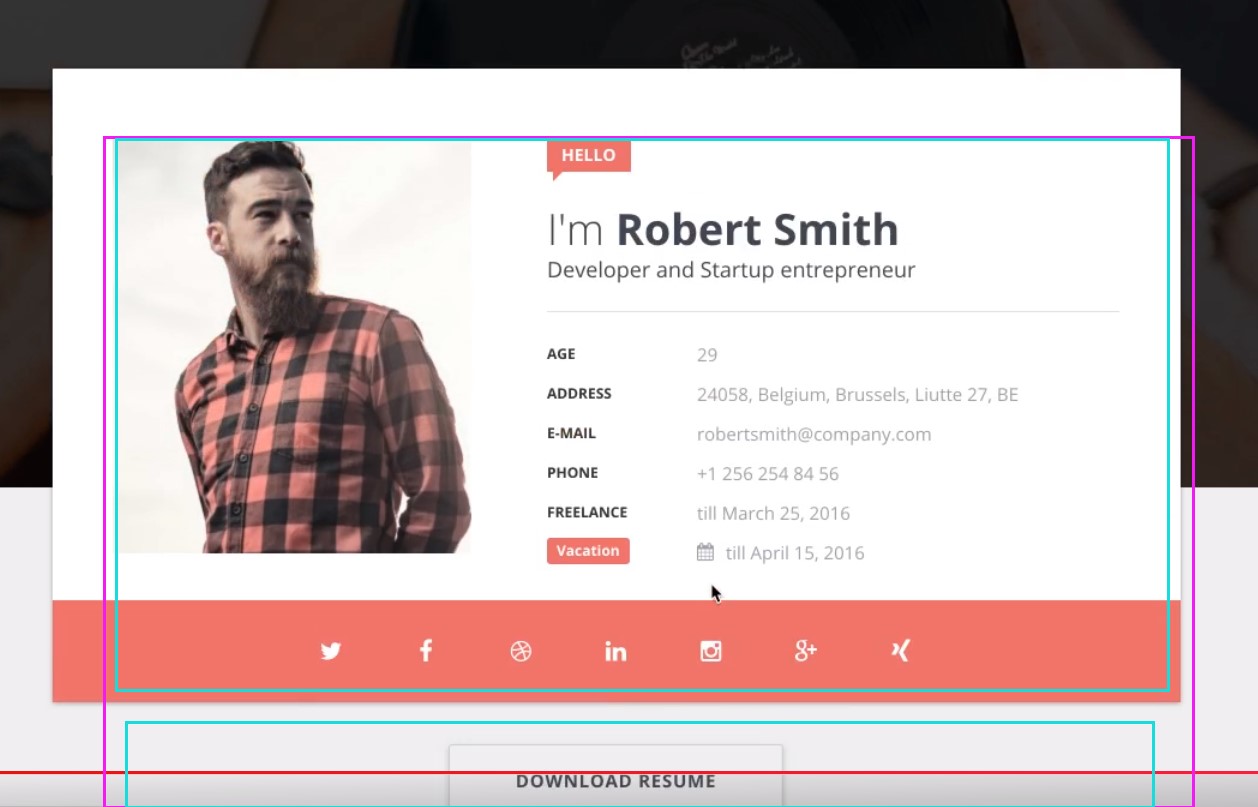 HELLO
I'm Robert Smith
Developer and Startup entrepreneur
AGE 29
ADDRESS 24058, Belgium, Brussels, Liutte 27, BE
E-MAIL robertsmith@company.com
PHONE +1 256 254 84 56
FREELANCE till March 25, 2016
Vacation till April 15, 2016
DOWNLOAD RESUME